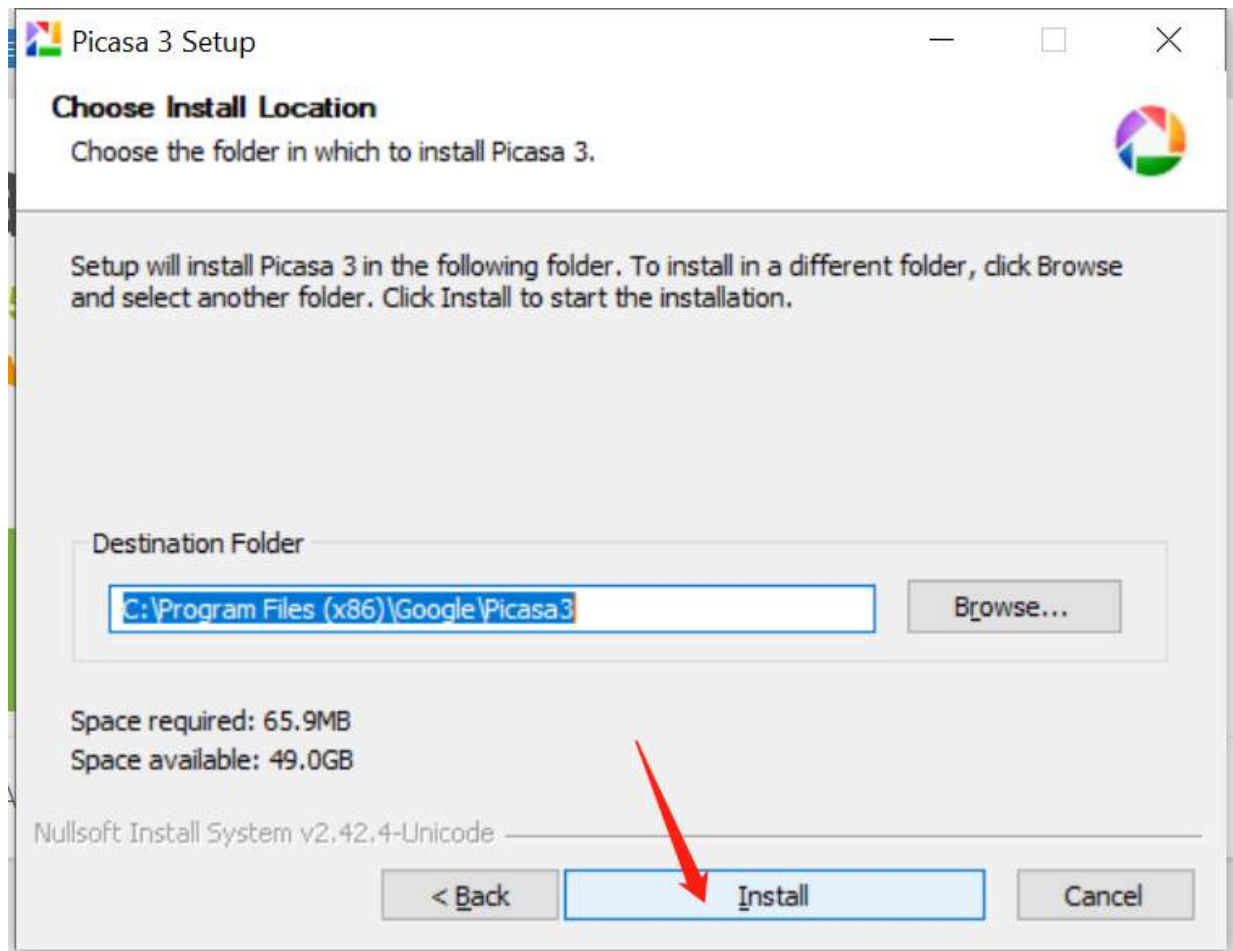 Picasa 3 Setup
Choose Install Location
Choose the folder in which to install Picasa 3.
Setup will install Picasa 3 in the following folder. To install in a different folder, click Browse
and select another folder. Click Install to start the installation.
Destination Folder
C:\Program Files (x86)\Google\Picasa3
Browse...
Space required: 65.9MB
Space available: 49.0GB
Nullsoft Install System v2.42.4-Unicode
< Back
Install
Cancel